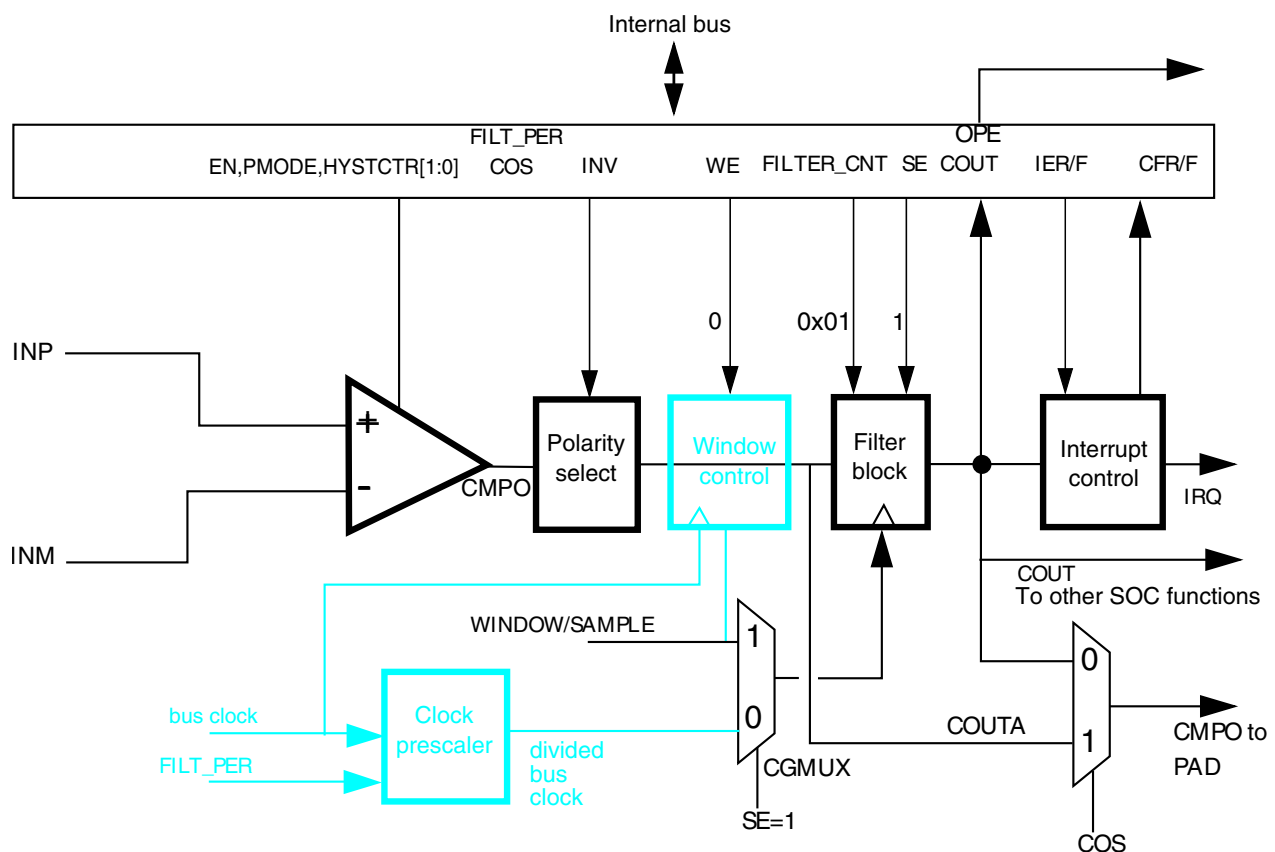 Internal bus
FILT_PER
OPE
EN,PMODE,HYSTCTR[1:0]
COS
INV
WE
FILTER_CNT
SE
COUT
IER/F
CFR/F
0
0x01
1
INP
+
-
INM
CMPO
Polarity
select
Window
control
Filter
block
Interrupt
control
IRQ
COUT
To other SOC functions
WINDOW/SAMPLE
1
0
CGMUX
SE=1
bus clock
FILT_PER
Clock
prescaler
divided
bus
clock
COUTA
0
1
CMPO to
PAD
COS